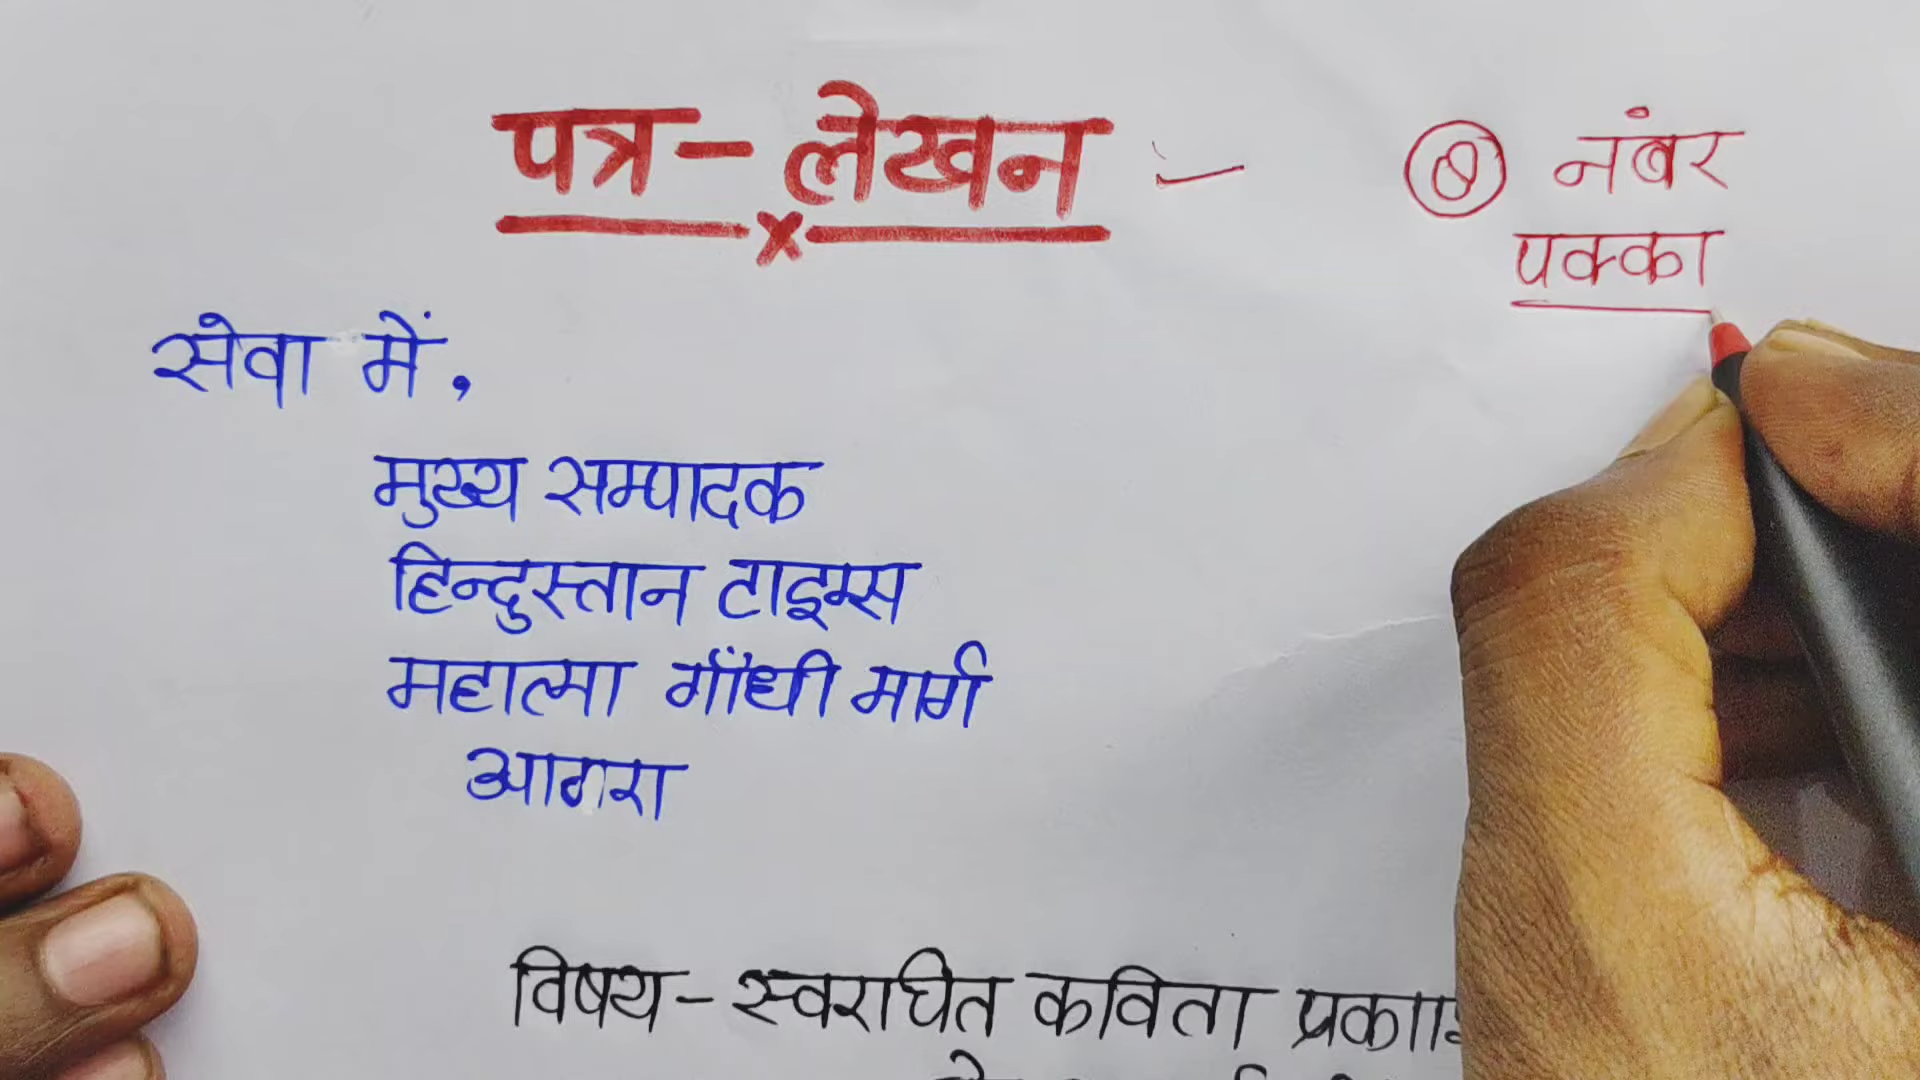 पत्र-लेखन :-
8 नंबर
पक्का
सेवा में,
मुख्य सम्पादक
हिन्दुस्तान टाइम्स
महात्मा गाँधी मार्ग
आगरा
विषय - स्वरचित कविता